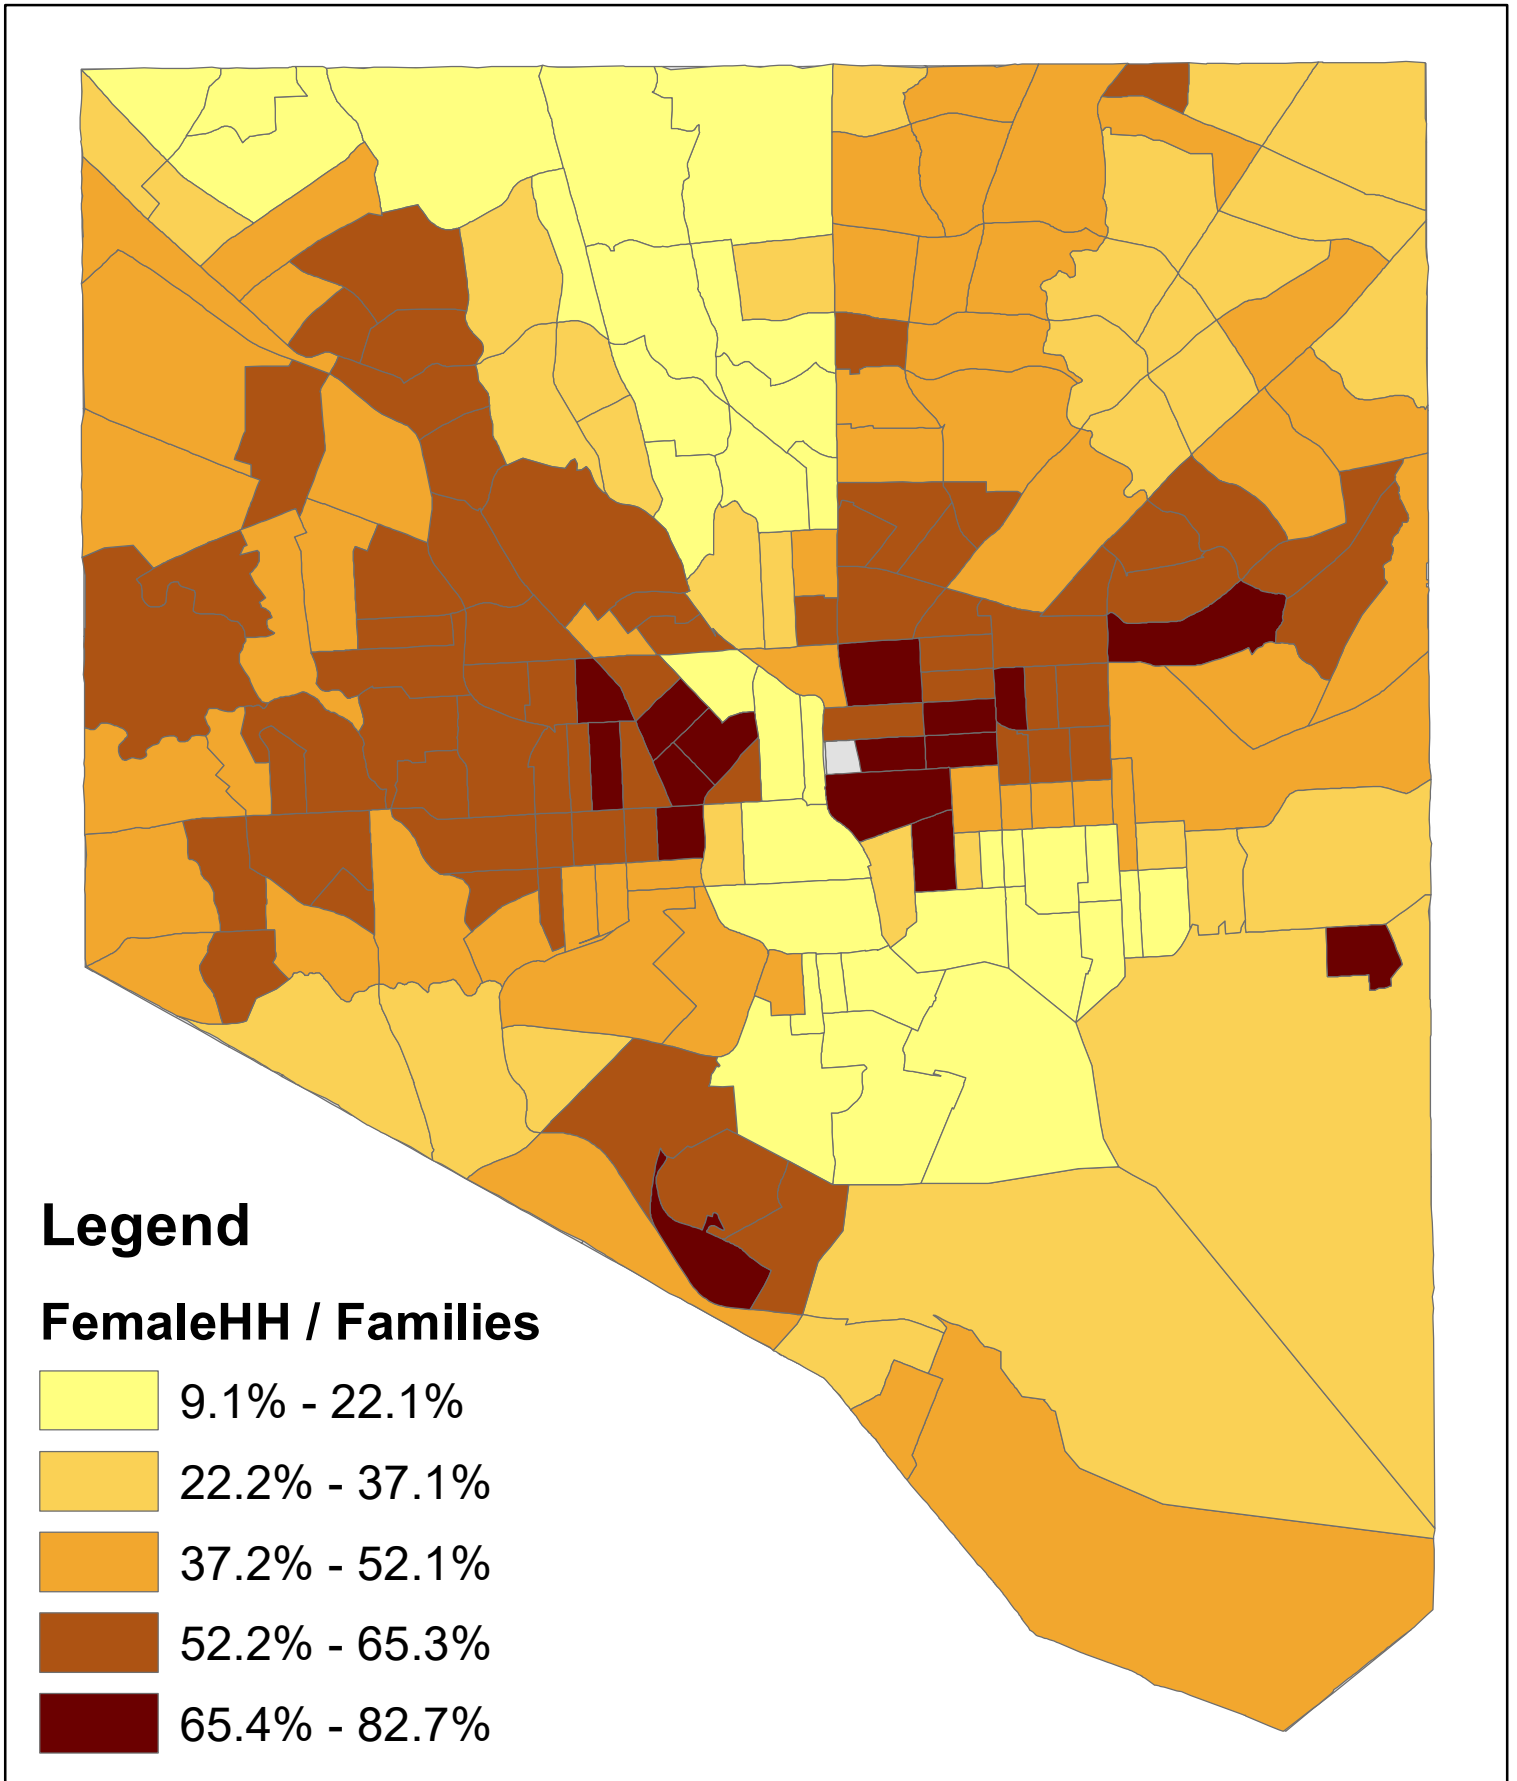 Legend
FemaleHH / Families
9.1% - 22.1%
22.2% - 37.1%
37.2% - 52.1%
52.2% - 65.3%
65.4% - 82.7%